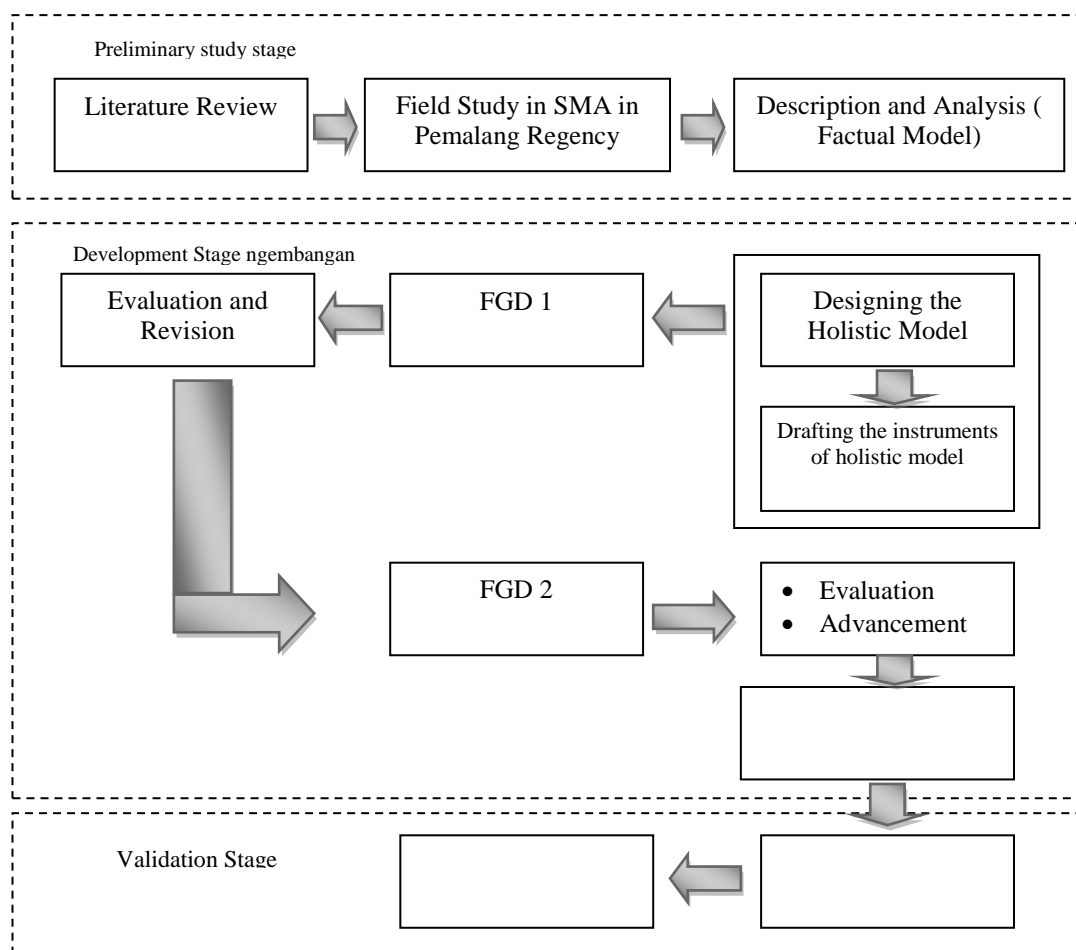 Preliminary study stage
Literature Review
Field Study in SMA in
Pemalang Regency
Description and Analysis (
Factual Model)
Development Stage ngembangan
Evaluation and
Revision
FGD 1
Designing the
Holistic Model
Drafting the instruments
of holistic model
FGD 2
• Evaluation
• Advancement
Validation Stage